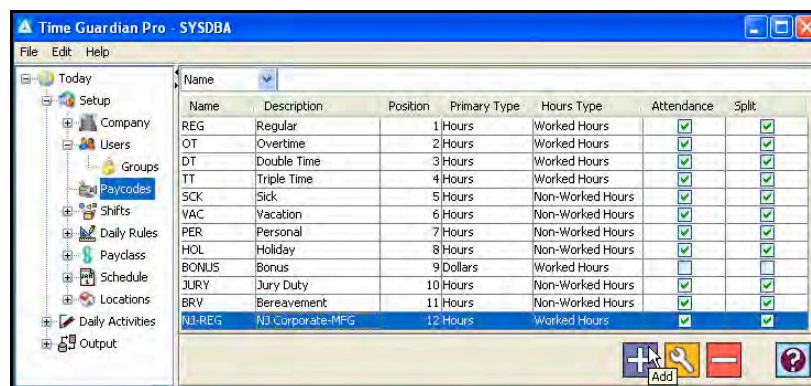 Time Guardian Pro - SYSDBA
File Edit Help
Today
Setup
Company
Users
Groups
Paycodes
Shifts
Daily Rules
Payclass
Schedule
Locations
Daily Activities
Output
Name
Name Description Position Primary Type Hours Type Attendance Split
REG Regular 1 Hours Worked Hours
OT Overtime 2 Hours Worked Hours
DT Double Time 3 Hours Worked Hours
TT Triple Time 4 Hours Worked Hours
SCK Sick 5 Hours Non-Worked Hours
VAC Vacation 6 Hours Non-Worked Hours
PER Personal 7 Hours Non-Worked Hours
HOL Holiday 8 Hours Non-Worked Hours
BONUS Bonus 9 Dollars Worked Hours
JURY Jury Duty 10 Hours Non-Worked Hours
BRV Bereavement 11 Hours Non-Worked Hours
NJ-REG NJ Corporate-MFG 12 Hours Worked Hours
Add